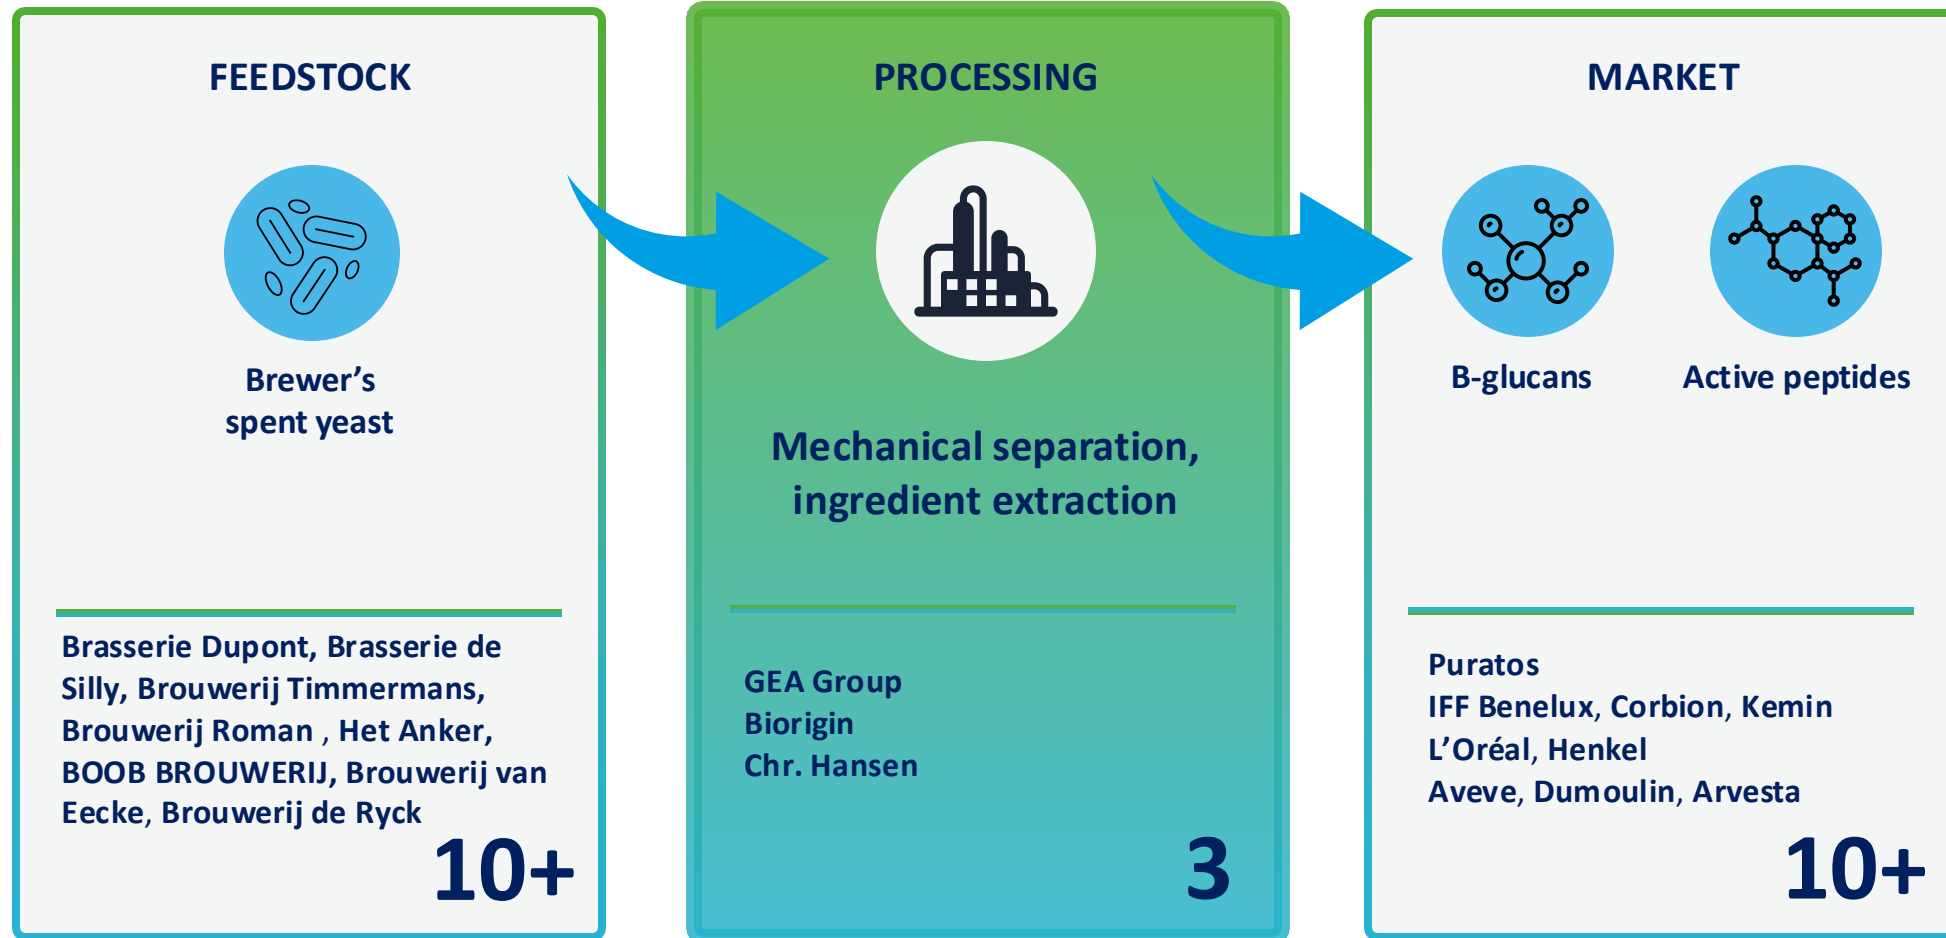 FEEDSTOCK
Brewer’s
spent yeast
Brasserie Dupont, Brasserie de
Silly, Brouwerij Timmermans,
Brouwerij Roman , Het Anker,
BOOB BROUWERIJ, Brouwerij van
Eecke, Brouwerij de Ryck
10+
PROCESSING
Mechanical separation,
ingredient extraction
GEA Group
Biorigin
Chr. Hansen
3
MARKET
B-glucans
Active peptides
Puratos
IFF Benelux, Corbion, Kemin
L’Oréal, Henkel
Aveve, Dumoulin, Arvesta
10+